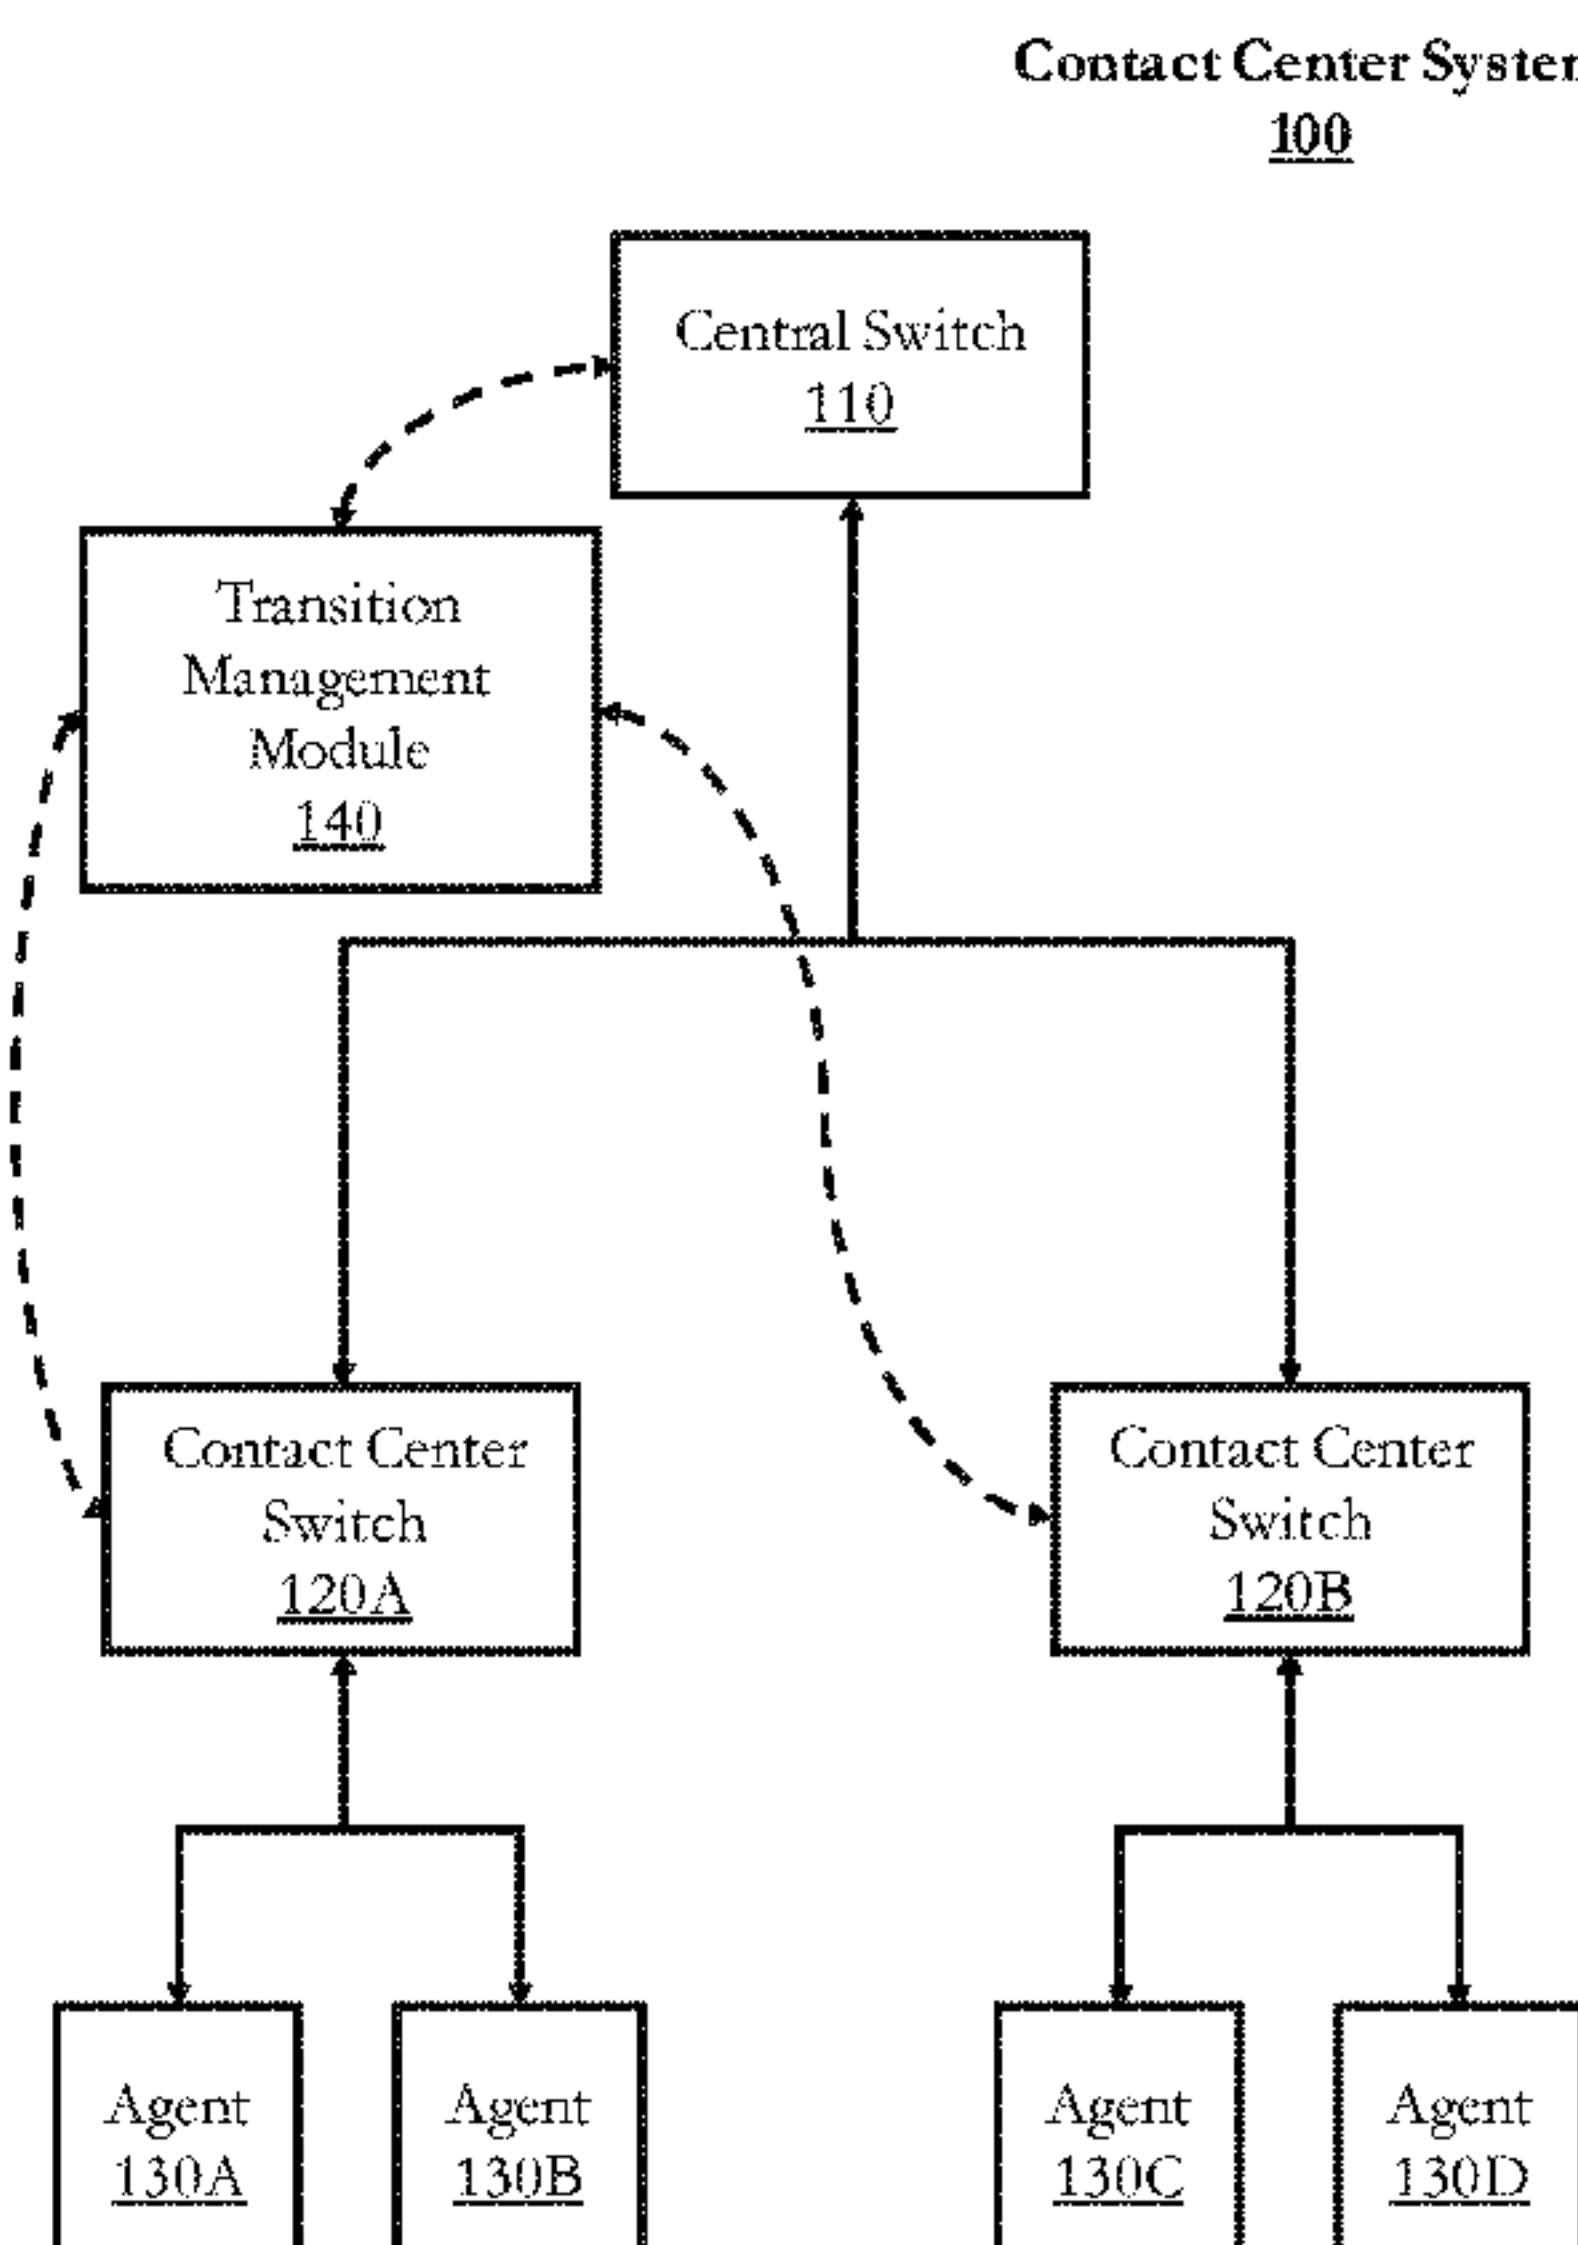 Contact Center System
100
Central Switch
110
Transition
Management
Module
140
Contact Center
Switch
120A
Contact Center
Switch
120B
Agent
130A
Agent
130B
Agent
130C
Agent
130D